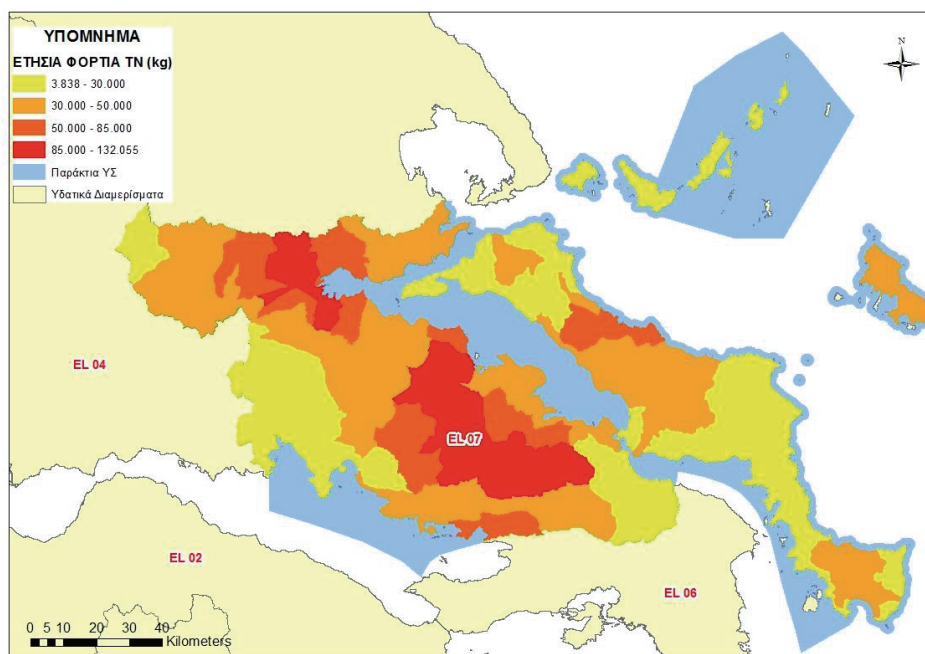 ΥΠΟΜΝΗΜΑ
ΕΤΗΣΙΑ ΦΟΡΤΙΑ ΤΝ (kg)
3.838 - 30.000
30.000 - 50.000
50.000 - 85.000
85.000 - 132.055
Παράκτια ΥΣ
Υδατικά Διαμερίσματα
N
EL 04
EL 07
EL 02
EL 06
0 5 10 20 30 40
Kilometers